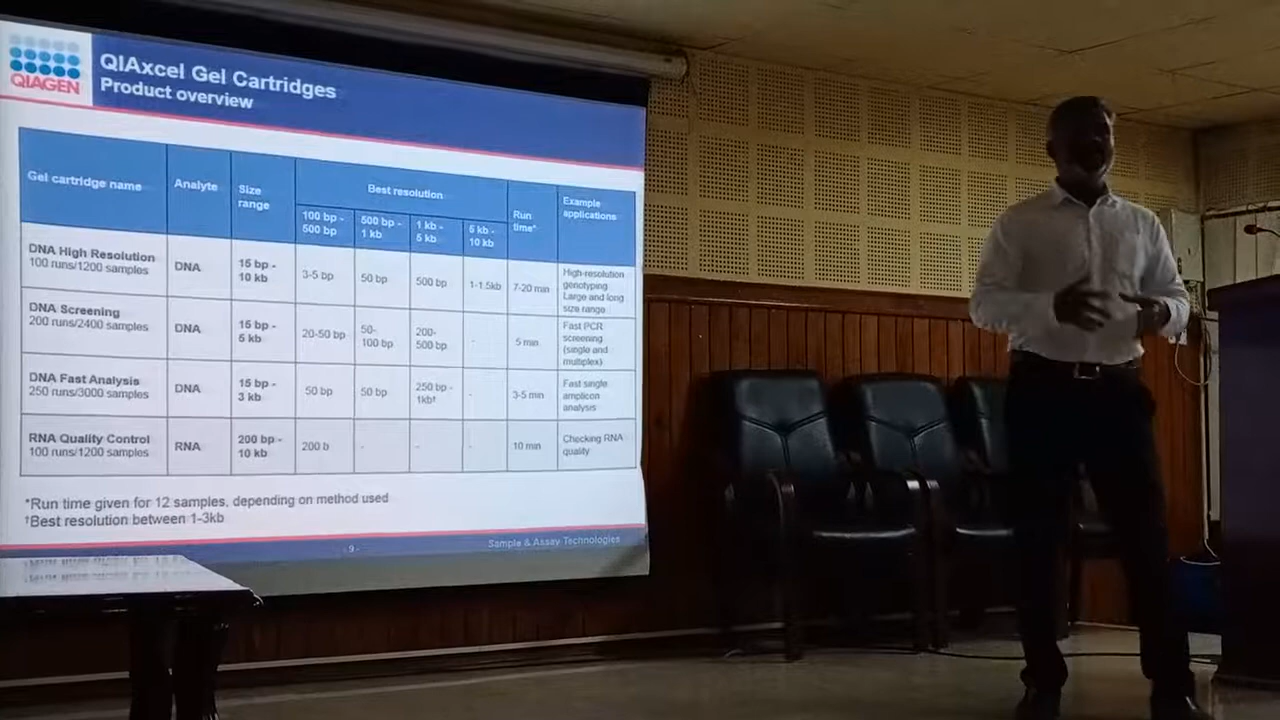 QIAGEN
QIAxcel Gel Cartridges
Product overview
Gel cartridge name
Analyte
Size
range
Best resolution
Run
time*
Example
applications
100 bp -
500 bp
500 bp -
1 kb
1 kb -
5 kb
5 kb -
10 kb
DNA High Resolution
100 runs/1200 samples
DNA
15 bp -
10 kb
3-5 bp
50 bp
500 bp
1-1.5kb
7-20 min
High-resolution
genotyping
Large and long
size range
DNA Screening
200 runs/2400 samples
DNA
15 bp -
5 kb
20-50 bp
50-
100 bp
200-
500 bp
-
5 min
Fast PCR
screening
(single and
multiplex)
DNA Fast Analysis
250 runs/3000 samples
DNA
15 bp -
3 kb
50 bp
50 bp
250 bp -
1kb†
-
3-5 min
Fast single
amplicon
analysis
RNA Quality Control
100 runs/1200 samples
RNA
200 bp -
10 kb
200 b
-
-
-
10 min
Checking RNA
quality
*Run time given for 12 samples, depending on method used
†Best resolution between 1-3kb
- 9 -
Sample & Assay Technologies